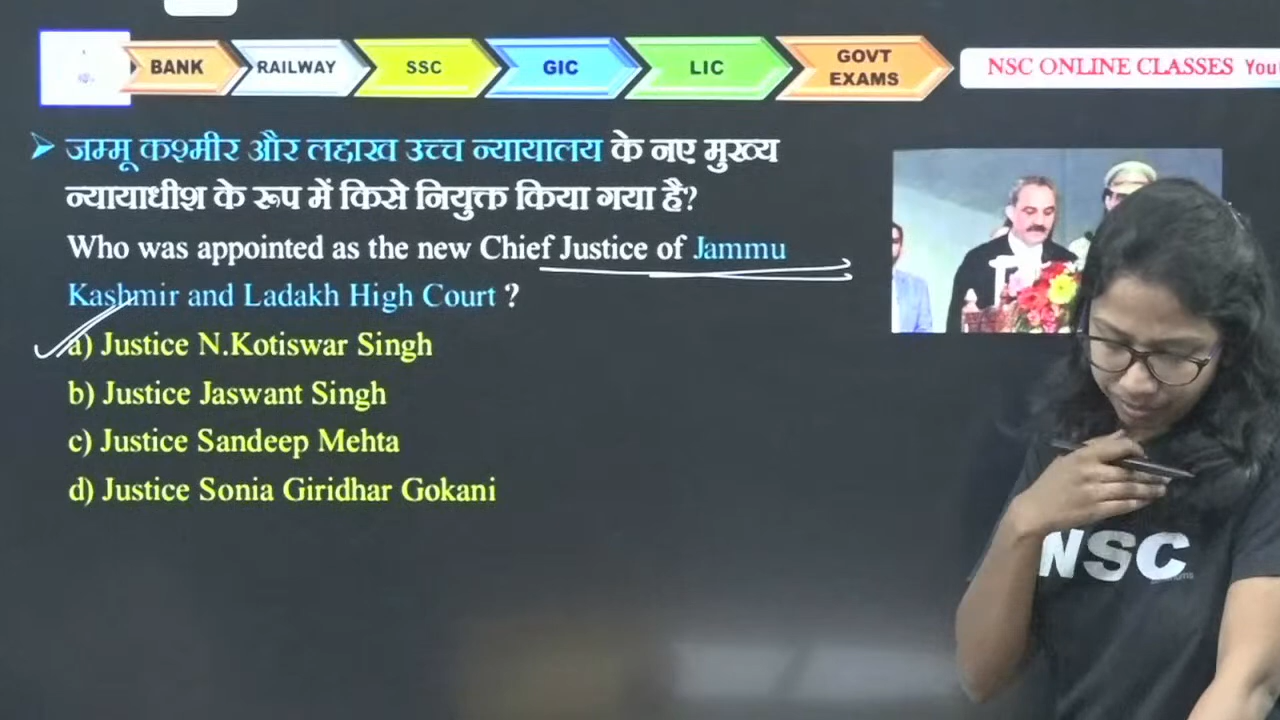 BANK
RAILWAY
SSC
GIC
LIC
GOVT
EXAMS
NSC ONLINE CLASSES You
जम्मू कश्मीर और लद्दाख उच्च न्यायालय के नए मुख्य
न्यायाधीश के रूप में किसे नियुक्त किया गया है?
Who was appointed as the new Chief Justice of Jammu
Kashmir and Ladakh High Court ?
a) Justice N.Kotiswar Singh
b) Justice Jaswant Singh
c) Justice Sandeep Mehta
d) Justice Sonia Giridhar Gokani
NSC